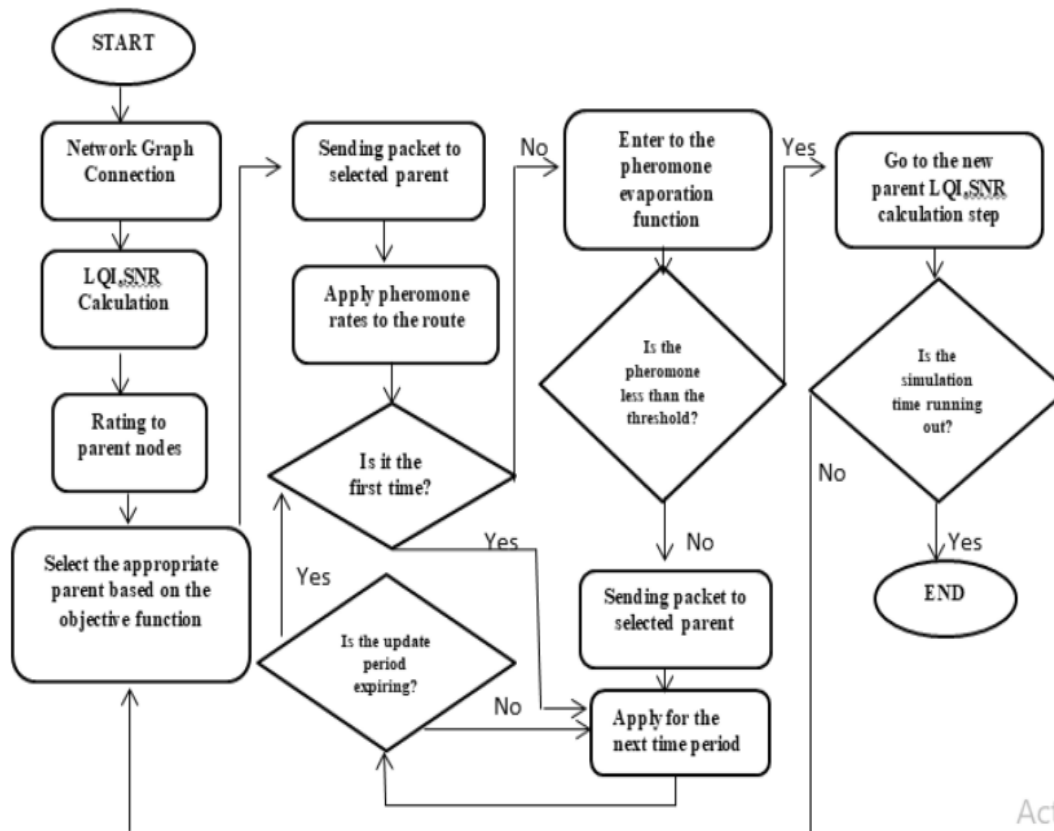 START
Network Graph
Connection
LQI,SNR
Calculation
Rating to
parent nodes
Select the appropriate
parent based on the
objective function
Sending packet to
selected parent
Apply pheromone
rates to the route
Is it the
first time?
No
Yes
Yes
Is the update
period
expiring?
No
Enter to the
pheromone
evaporation
function
Is the
pheromone
less than the
threshold?
Yes
No
Sending packet to
selected parent
Apply for the
next time period
Go to the new
parent LQI,SNR
calculation step
Is the
simulation
time running
out?
No
Yes
END
Act